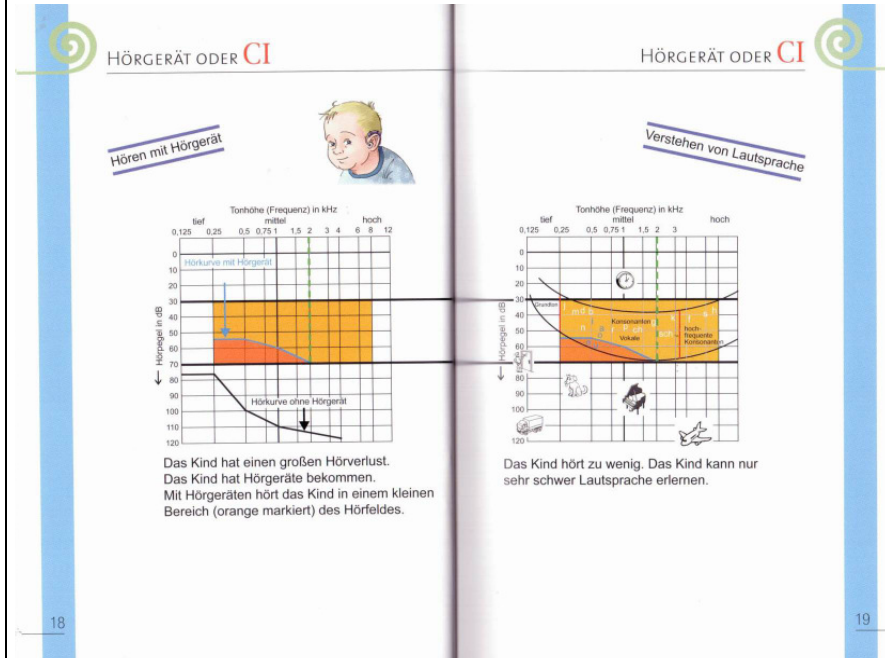 HÖRGERÄT ODER CI
Hören mit Hörgerät
Tonhöhe (Frequenz) in kHz
tief mittel hoch
0,125 0,25 0,5 0,75 1 1,5 2 3 4 6 8 12
Hörpegel in dB
0
10
20
30
40
50
60
70
80
90
100
110
120
Hörkurve mit Hörgerät
Hörkurve ohne Hörgerät
Das Kind hat einen großen Hörverlust.
Das Kind hat Hörgeräte bekommen.
Mit Hörgeräten hört das Kind in einem kleinen
Bereich (orange markiert) des Hörfeldes.
18
HÖRGERÄT ODER CI
Verstehen von Lautsprache
Tonhöhe (Frequenz) in kHz
tief mittel hoch
0,125 0,25 0,5 0,75 1 1,5 2 3
Hörpegel in dB
0
10
20
30
40
50
60
70
80
90
100
110
120
Grundton
j m d b
n
Konsonanten
r p ch g
Vokale
sch
k f s h
hoch-
frequente
Konsonanten
Das Kind hört zu wenig. Das Kind kann nur
sehr schwer Lautsprache erlernen.
19